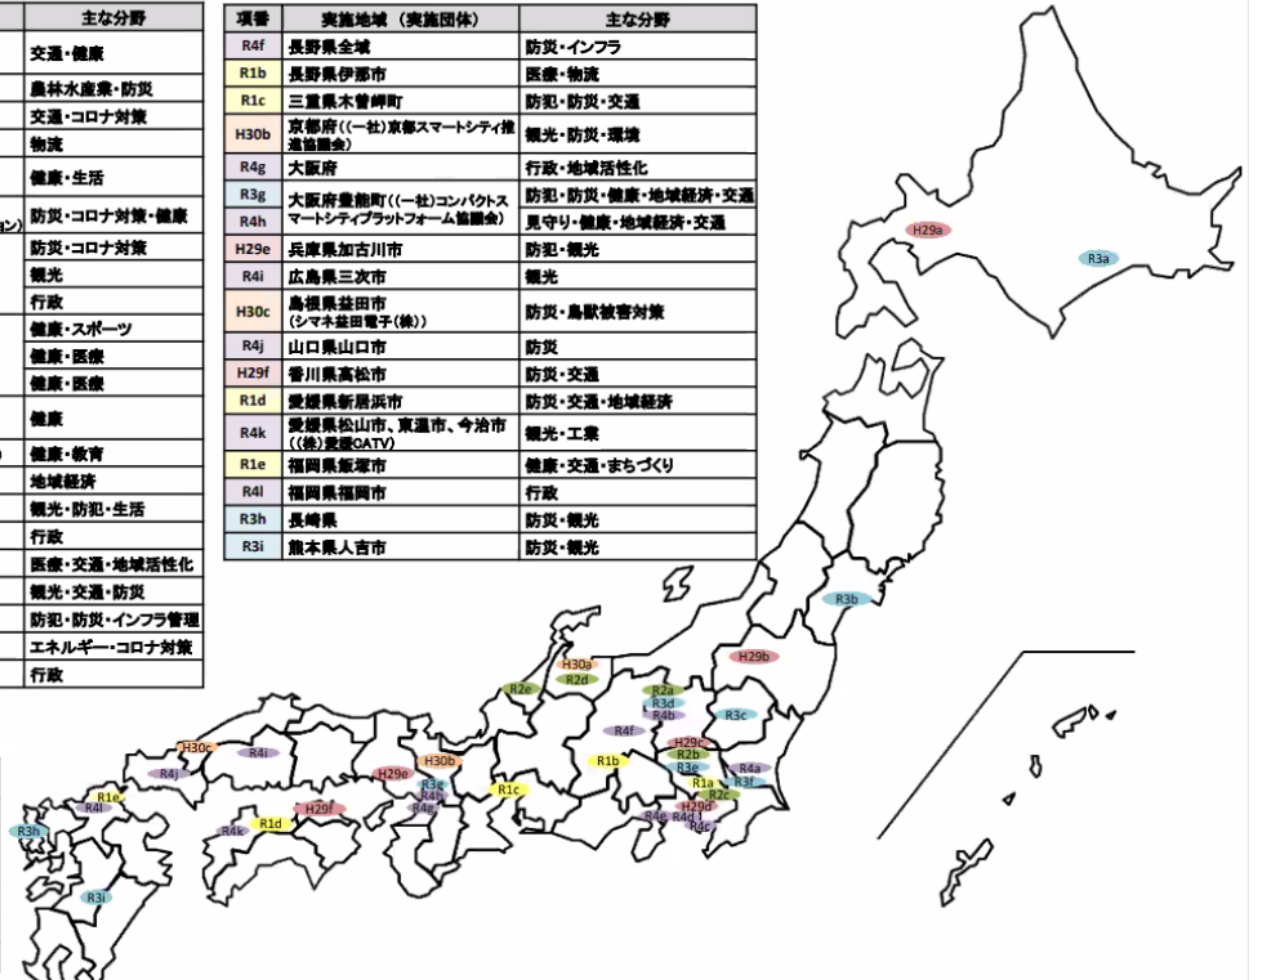 主な分野
交通・健康
農林水産業・防災
交通・コロナ対策
物流
健康・生活
ョン)
防災・コロナ対策・健康
防災・コロナ対策
観光
行政
健康・スポーツ
健康・医療
健康・医療
健康
)
健康・教育
地域経済
観光・防犯・生活
行政
医療・交通・地域活性化
観光・交通・防災
防犯・防災・インフラ管理
エネルギー・コロナ対策
行政
項番 実施地域 (実施団体) 主な分野
R4f 長野県全域 防災・インフラ
R1b 長野県伊那市 医療・物流
R1c 三重県木曽岬町 防犯・防災・交通
H30b 京都府((一社)京都スマートシティ推
進協議会) 観光・防災・環境
R4g 大阪府 行政・地域活性化
R3g 大阪府豊能町((一社)コンパクトス
マートシティプラットフォーム協議会) 防犯・防災・健康・地域経済・交通
R4h 見守り・健康・地域経済・交通
H29e 兵庫県加古川市 防犯・観光
R4i 広島県三次市 観光
H30c 島根県益田市
(シマネ益田電子(株)) 防災・鳥獣被害対策
R4j 山口県山口市 防災
H29f 香川県高松市 防災・交通
R1d 愛媛県新居浜市 防災・交通・地域経済
R4k 愛媛県松山市、東温市、今治市
((株)愛媛CATV) 観光・工業
R1e 福岡県飯塚市 健康・交通・まちづくり
R4l 福岡県福岡市 行政
R3h 長崎県 防災・観光
R3i 熊本県人吉市 防災・観光
H29a
R3a
R3b
H29b
H30a
R2d
R2e
R2a
R3d
R4b
R3c
R4f
H29c
R2b
R3e
R1b
R4a
R3f
R1a
R2c
H29d
R4e
R4d
R4c
R1c
H30c
R4i
R4j
H30b
H29e
R3g
R4h
R4g
R1e
R4l
H29f
R1d
R4k
R3h
R3i